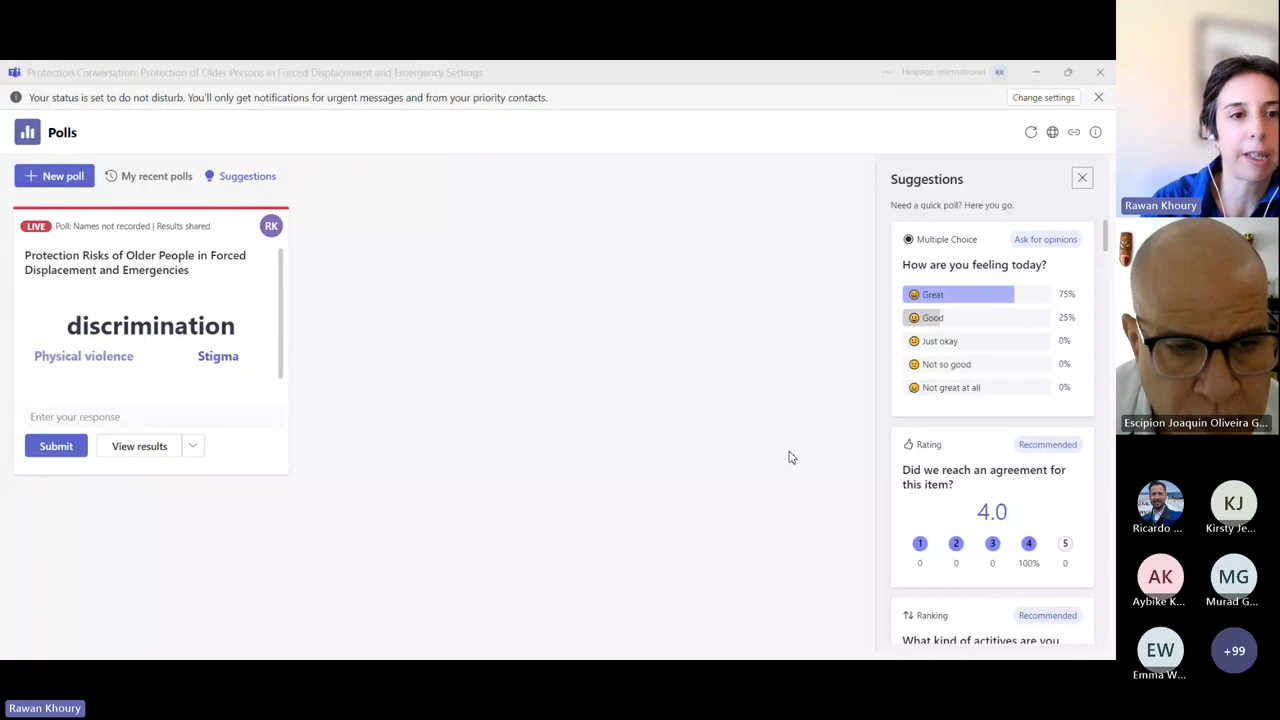 Protection Conversation: Protection of Older Persons in Forced Displacement and Emergency Settings
Helpage International
RK
Your status is set to do not disturb. You'll only get notifications for urgent messages and from your priority contacts.
Change settings
Polls
New poll
My recent polls
Suggestions
LIVE
Poll: Names not recorded | Results shared
RK
Protection Risks of Older People in Forced
Displacement and Emergencies
discrimination
Physical violence
Stigma
Enter your response
Submit
View results
Suggestions
Need a quick poll? Here you go.
Multiple Choice
Ask for opinions
How are you feeling today?
Great 75%
Good 25%
Just okay 0%
Not so good 0%
Not great at all 0%
Rating
Recommended
Did we reach an agreement for
this item?
4.0
1 2 3 4 5
0 0 0 100% 0
Ranking
Recommended
What kind of actitives are you
Rawan Khoury
Escipion Joaquin Oliveira G...
Ricardo ...
KJ
Kirsty Je...
AK
Aybike K...
MG
Murad G...
EW
Emma W...
+99
Rawan Khoury